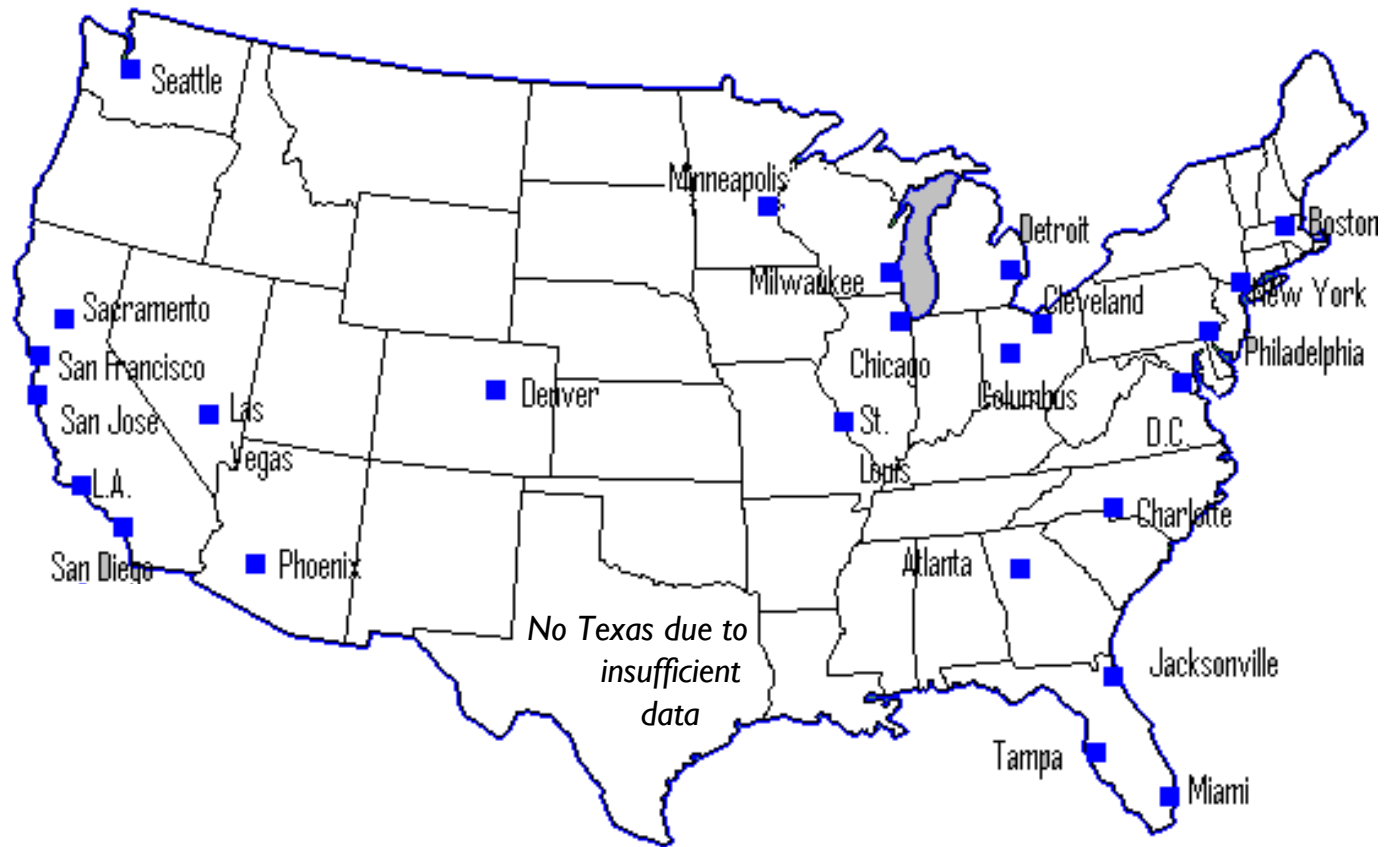 Seattle
Minneapolis
Detroit
Boston
Milwaukee
Cleveland
New York
Sacramento
San Francisco
Chicago
Philadelphia
Columbus
Denver
San Jose
Las
Vegas
St.
Louis
D.C.
L.A.
Charlotte
San Diego
Phoenix
Atlanta
No Texas due to
insufficient
data
Jacksonville
Tampa
Miami